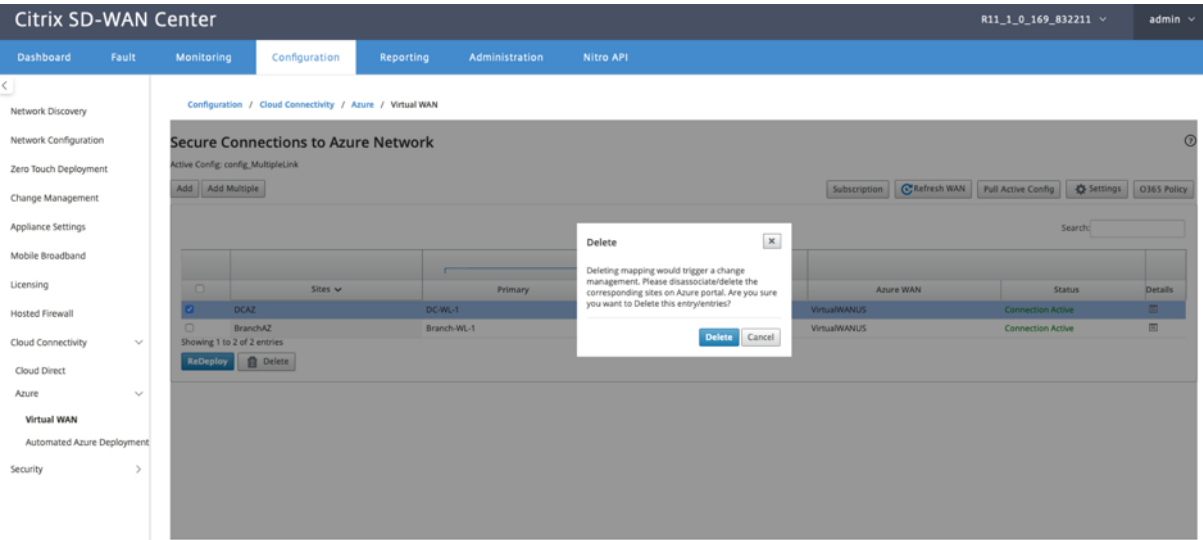 Citrix SD-WAN Center
R11_1_0_169_832211
admin
Dashboard Fault Monitoring Configuration Reporting Administration Nitro API
Network Discovery
Network Configuration
Zero Touch Deployment
Change Management
Appliance Settings
Mobile Broadband
Licensing
Hosted Firewall
Cloud Connectivity
Cloud Direct
Azure
Virtual WAN
Automated Azure Deployment
Security
Configuration / Cloud Connectivity / Azure / Virtual WAN
Secure Connections to Azure Network
Active Config: config_MultipleLink
Add Add Multiple Subscription Refresh WAN Pull Active Config Settings O365 Policy
Search:
Sites Primary Azure WAN Status Details
DCAZ DC-WL-1 VirtualWANUS Connection Active
BranchAZ Branch-WL-1 VirtualWANUS Connection Active
Showing 1 to 2 of 2 entries
ReDeploy Delete
Delete
Deleting mapping would trigger a change
management. Please disassociate/delete the
corresponding sites on Azure portal. Are you sure
you want to Delete this entry/entries?
Delete Cancel